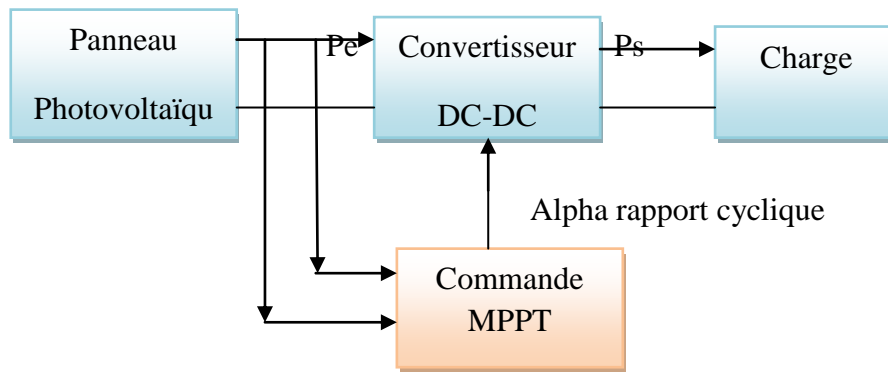 Panneau
Photovoltaïqu
Pe
Convertisseur
DC-DC
Ps
Charge
Alpha rapport cyclique
Commande
MPPT